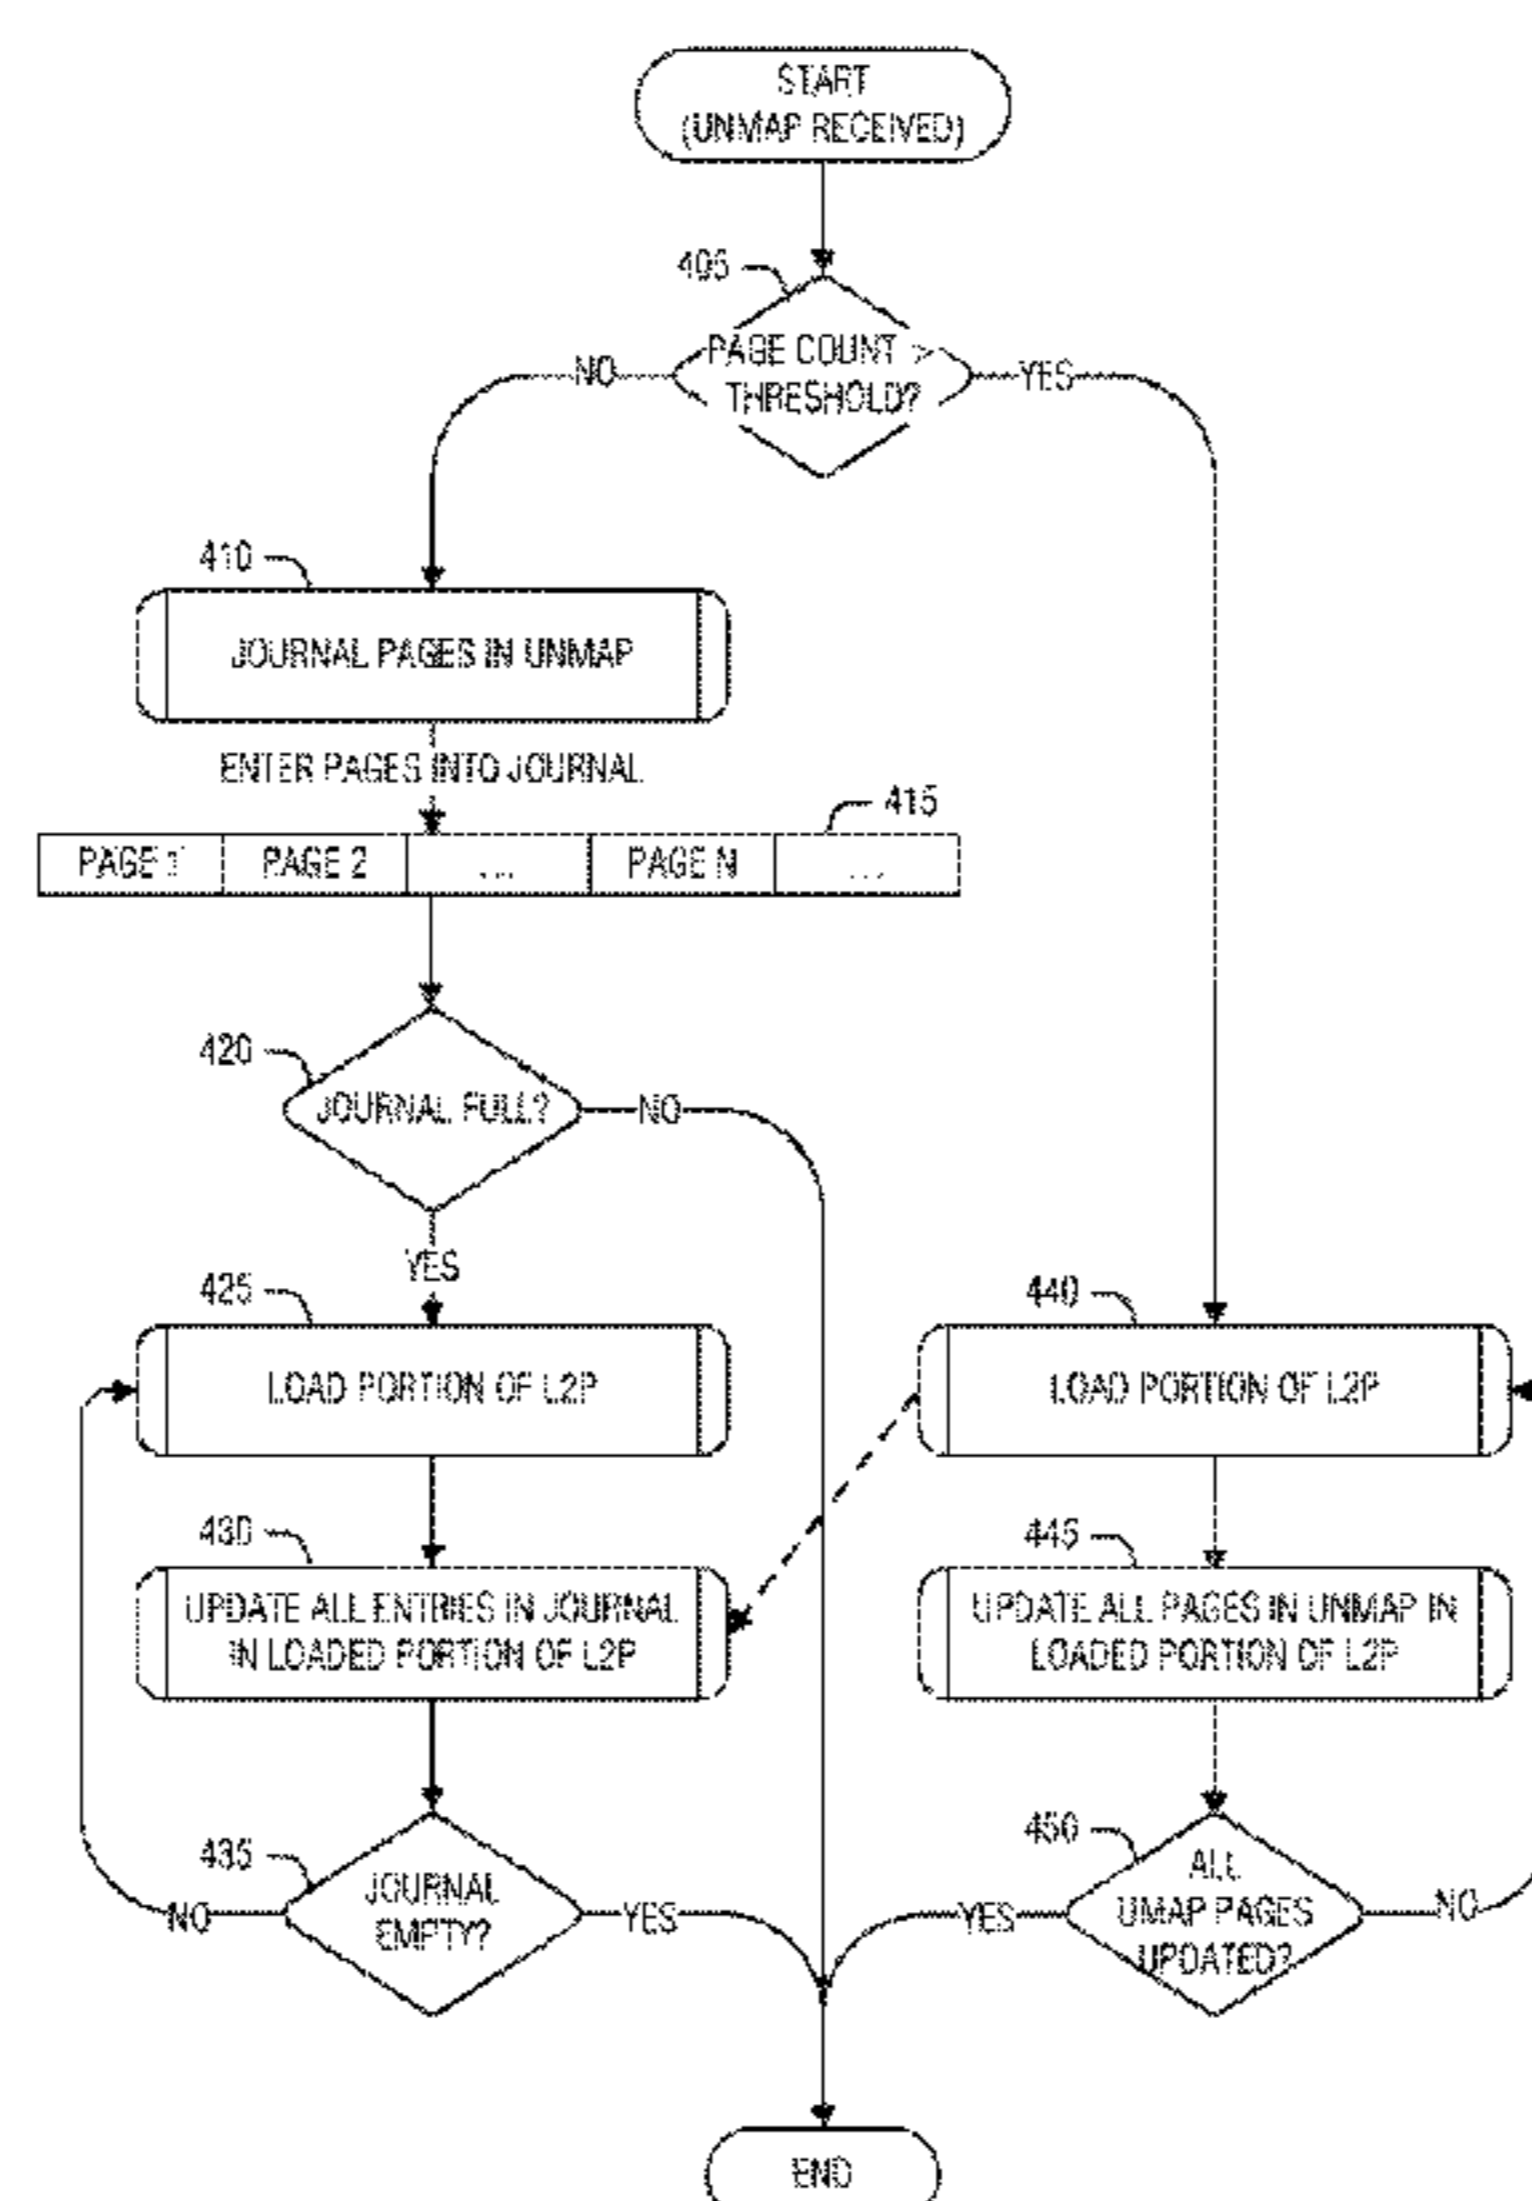 START
(UNMAP RECEIVED)
405
PAGE COUNT >
THRESHOLD?
NO
YES
410
JOURNAL PAGES IN UNMAP
ENTER PAGES INTO JOURNAL
415
PAGE 1
PAGE 2
...
PAGE N
...
420
JOURNAL FULL?
NO
YES
425
LOAD PORTION OF L2P
440
LOAD PORTION OF L2P
430
UPDATE ALL ENTRIES IN JOURNAL
IN LOADED PORTION OF L2P
445
UPDATE ALL PAGES IN UNMAP IN
LOADED PORTION OF L2P
435
JOURNAL
EMPTY?
NO
YES
450
ALL
UMAP PAGES
UPDATED?
YES
NO
END